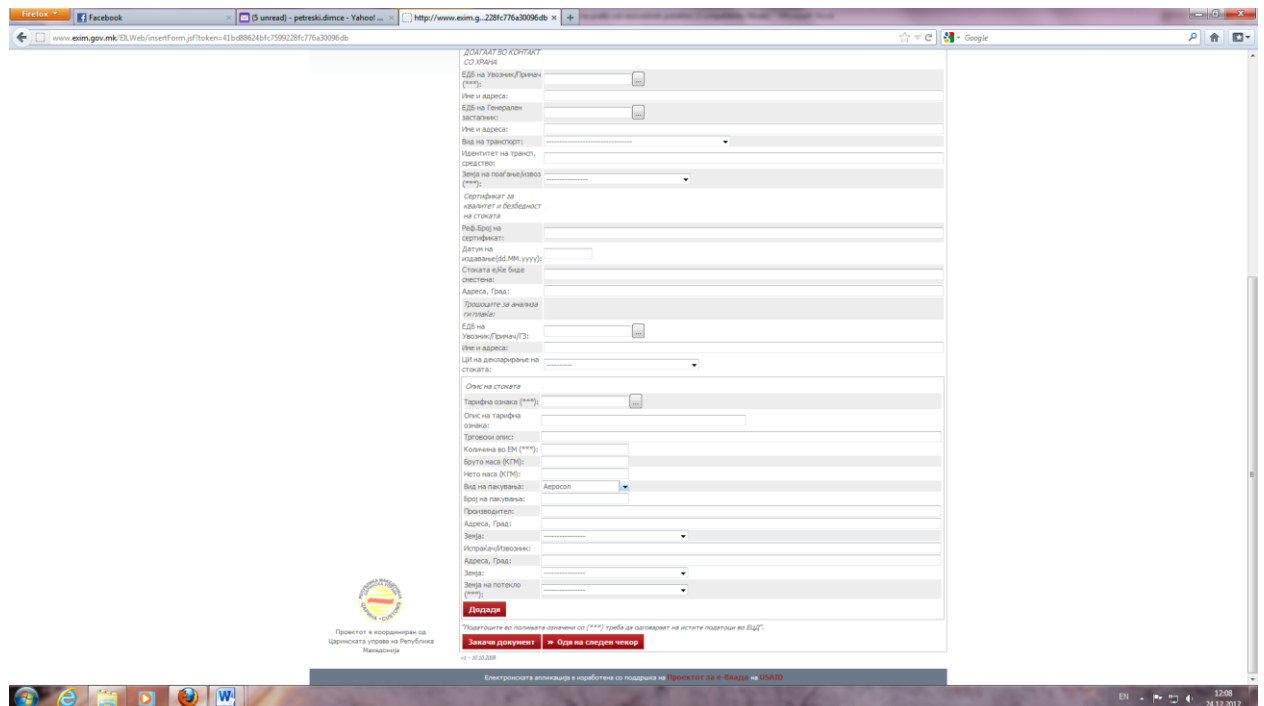 Firefox
Facebook
(5 unread) - petreski.dimce - Yahoo! ...
http://www.exim.g...228fc776a30096db
www.exim.gov.mk/EILWeb/insertForm.jsf?token=41bd88624bfc7599228fc776a30096db
Google
ДОАЃААТ ВО КОНТАКТ
СО ХРАНА
ЕДБ на Увозник/Примач
(***):
...
Име и адреса:
ЕДБ на Генерален
застапник:
...
Име и адреса:
Вид на транспорт:
Идентитет на трансп.
средство:
Земја на поаѓање/извоз
(***):
Сертификат за
квалитет и безбедност
на стоката
Реф.Број на
сертификат:
Датум на
издавање(dd.MM.yyyy):
Стоката е/ќе биде
сместена:
Адреса, Град:
Трошоците за анализа
ги плаќа:
ЕДБ на
Увозник/Примач/ГЗ:
...
Име и адреса:
ЦИ на декларирање на
стоката:
Опис на стоката
Тарифна ознака (***):
...
Опис на тарифна
ознака:
Трговски опис:
Количина во ЕМ (***):
Бруто маса (КГМ):
Нето маса (КГМ):
Вид на пакувања: Аеросол
Број на пакувања:
Производител:
Адреса, Град:
Земја:
Испраќач/Извозник:
Адреса, Град:
Земја:
Земја на потекло
(***):
Додади
"Податоците во полињата означени со (***) треба да одговараат на истите податоци во ЕЦД".
Закачи документ
» Оди на следен чекор
v1 - 10.10.2008
Проектот е координиран од
Царинската управа на Република
Македонија
Електронската апликација е изработена со поддршка на Проектот за е-Влада на USAID
EN
12:08
24.12.2012